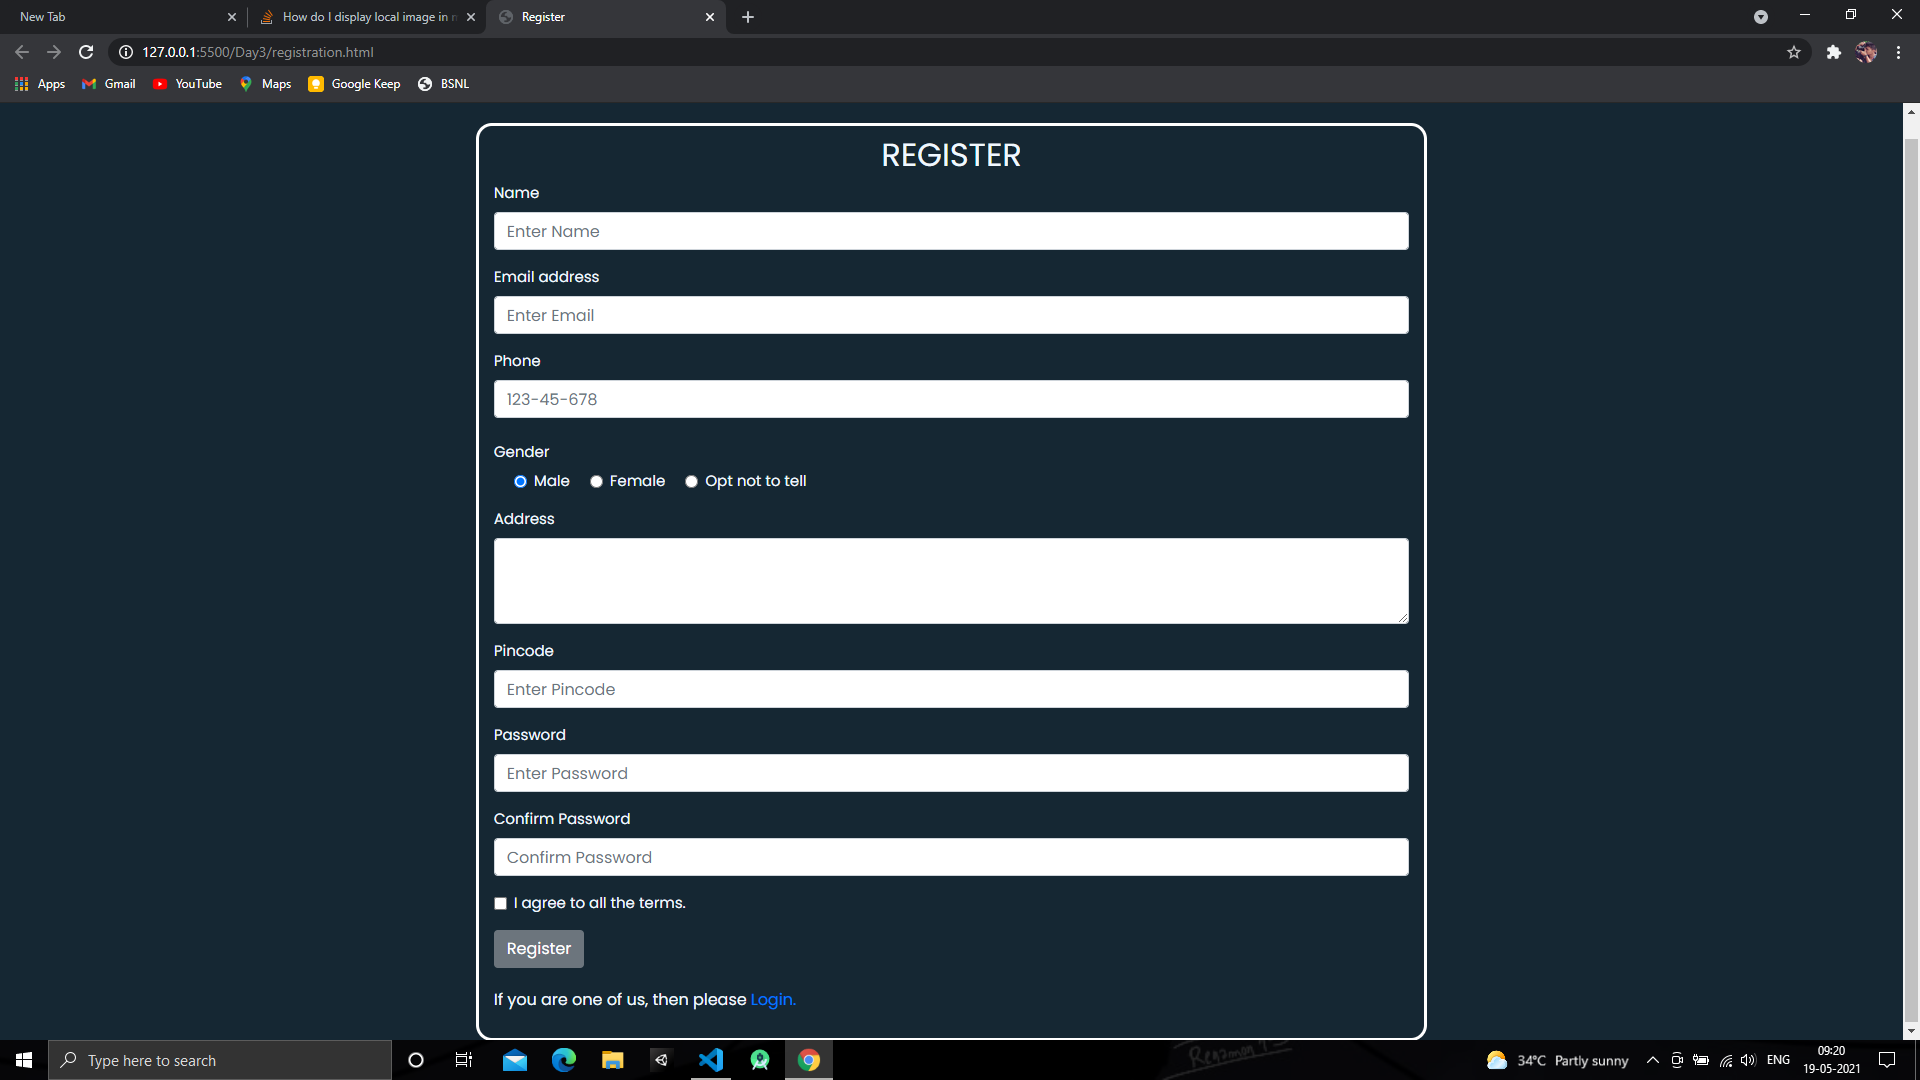 New Tab
How do I display local image in m
Register
127.0.0.1:5500/Day3/registration.html
Apps
Gmail
YouTube
Maps
Google Keep
BSNL
REGISTER
Name
Enter Name
Email address
Enter Email
Phone
123-45-678
Gender
Male
Female
Opt not to tell
Address
Pincode
Enter Pincode
Password
Enter Password
Confirm Password
Confirm Password
I agree to all the terms.
Register
If you are one of us, then please Login.
Type here to search
34°C Partly sunny
ENG
09:20
19-05-2021